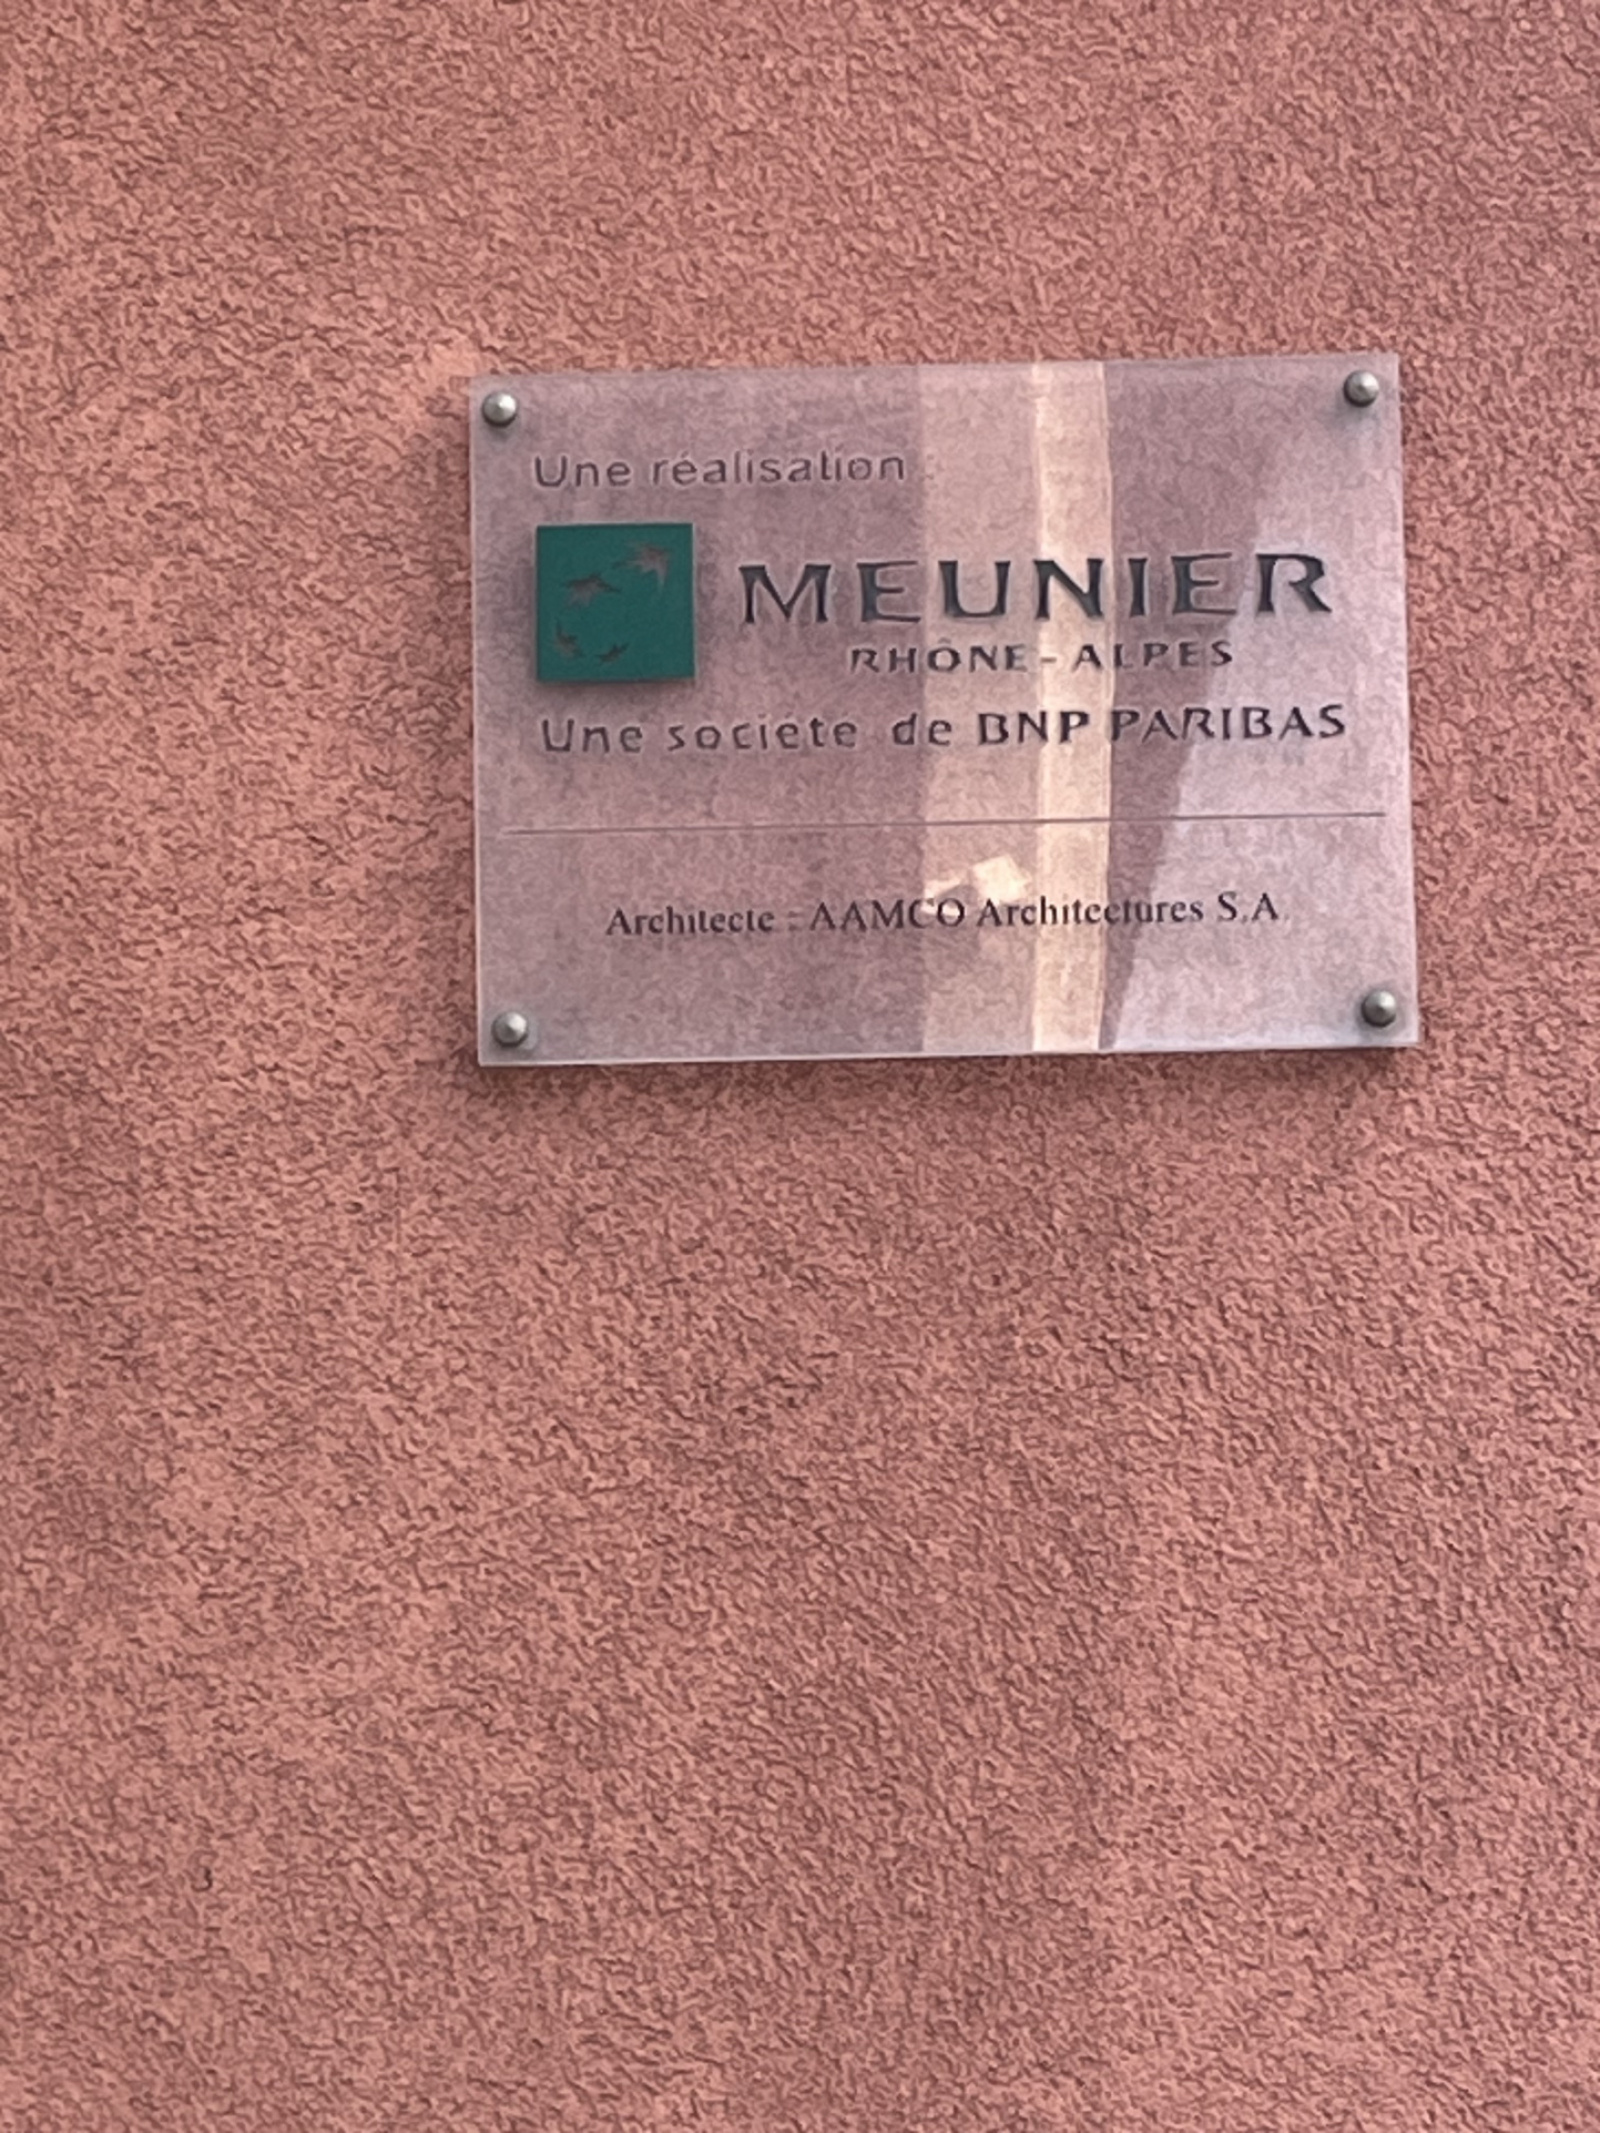 Une réalisation
MEUNIER
RHÔNE-ALPES
Une société de BNP PARIBAS
Architecte : AAMCO Architectures S.A.